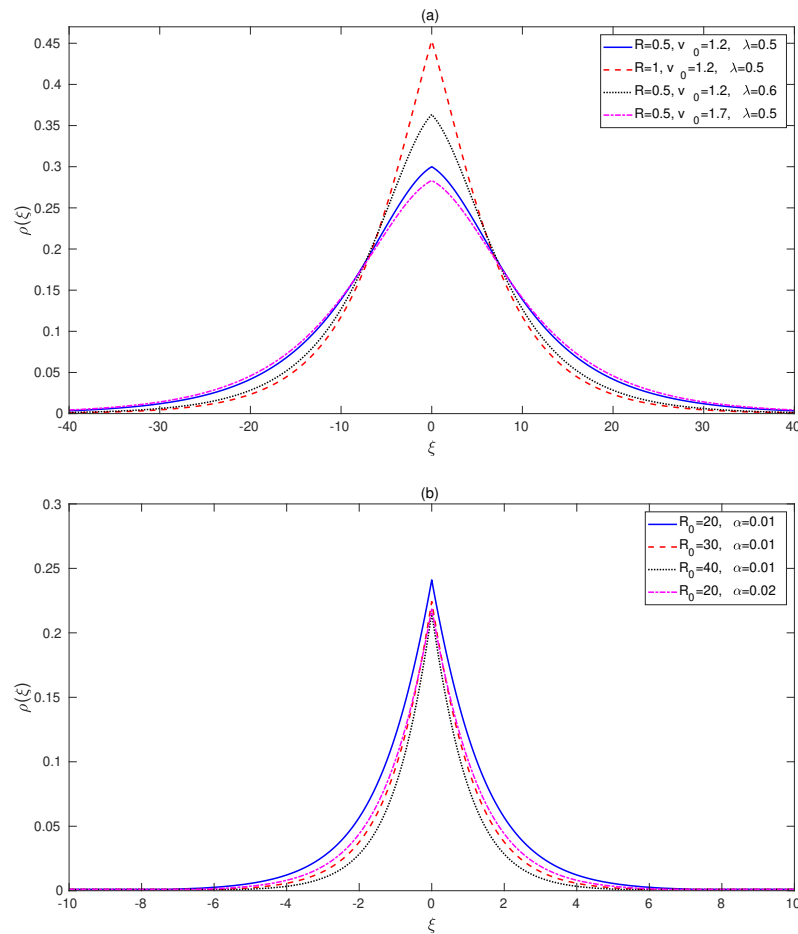 (a)
0.45
0.4
0.35
0.3
0.25
0.2
0.15
0.1
0.05
0
ρ(ξ)
R=0.5, v 0=1.2, λ=0.5
R=1, v 0=1.2, λ=0.5
R=0.5, v 0=1.2, λ=0.6
R=0.5, v 0=1.7, λ=0.5
-40 -30 -20 -10 0 10 20 30 40
ξ
(b)
0.3
0.25
0.2
0.15
0.1
0.05
0
ρ(ξ)
R0=20, α=0.01
R0=30, α=0.01
R0=40, α=0.01
R0=20, α=0.02
-10 -8 -6 -4 -2 0 2 4 6 8 10
ξ